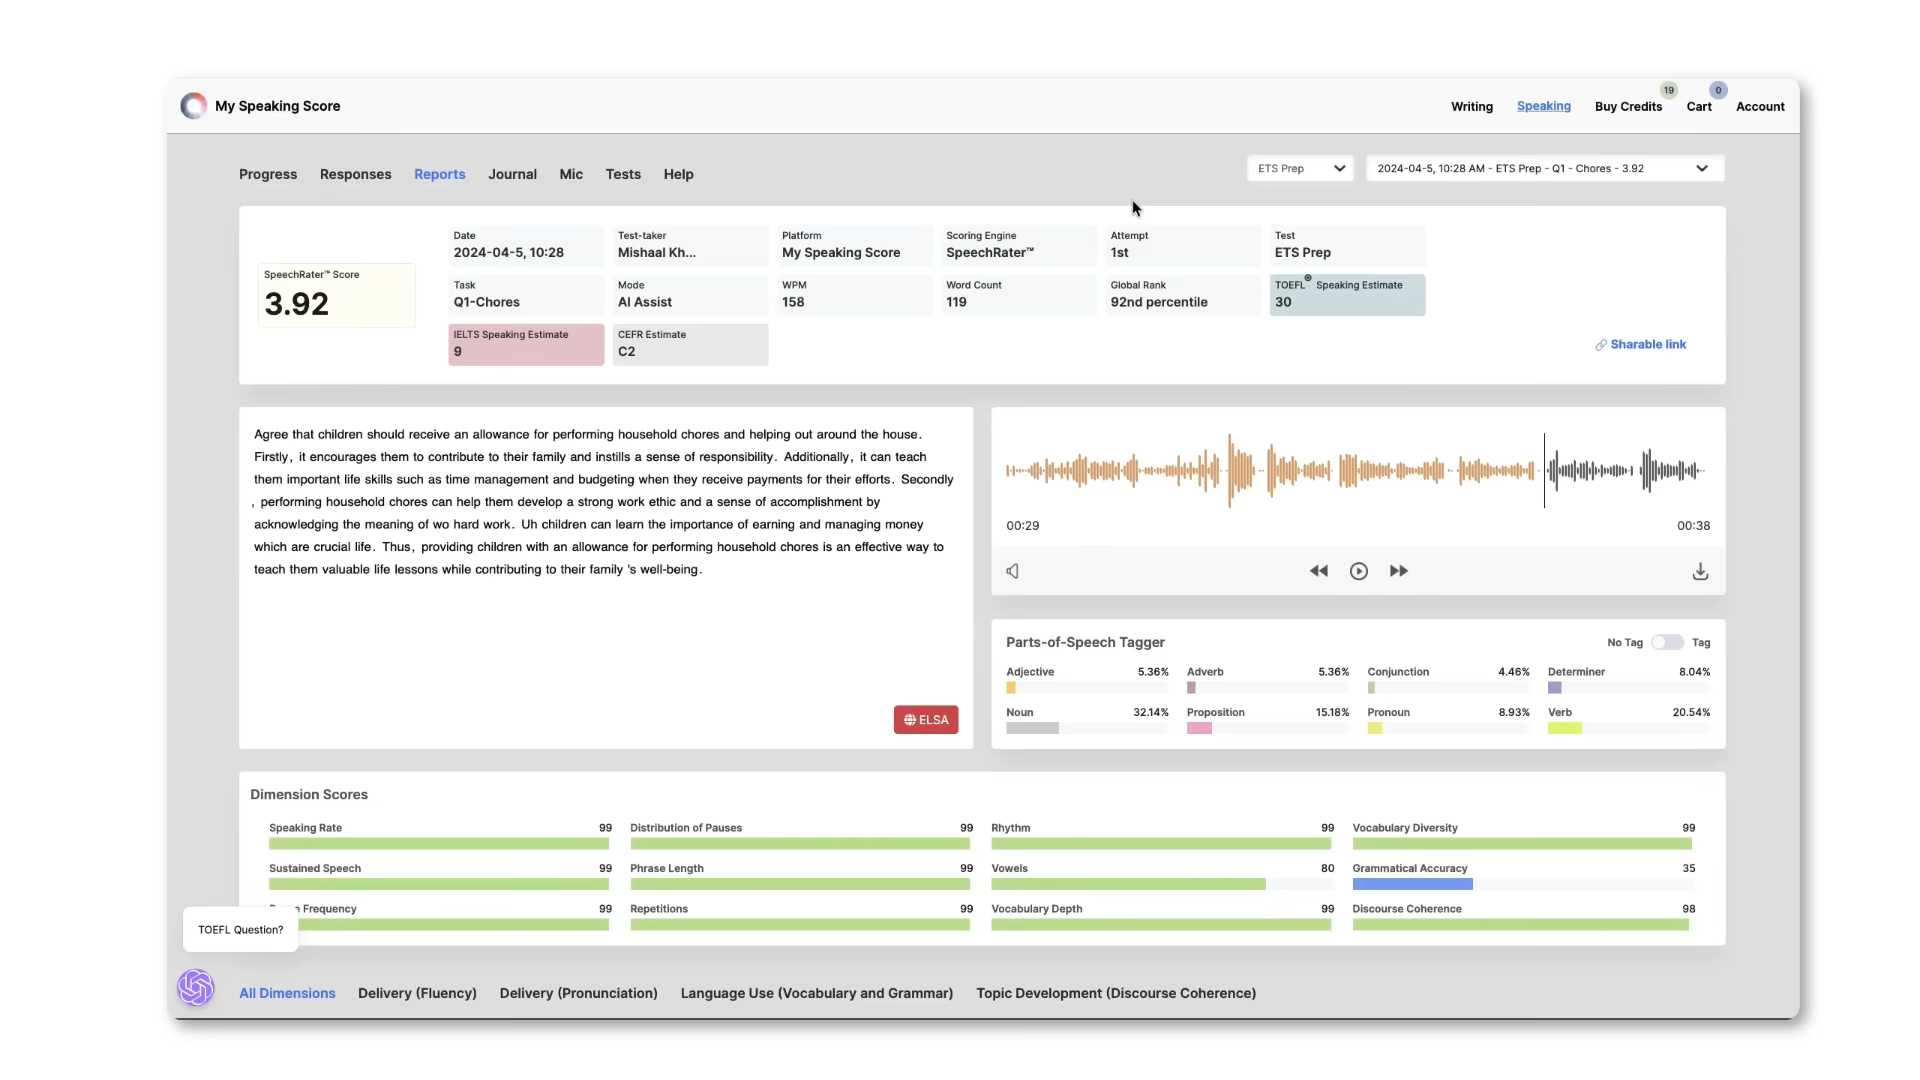 My Speaking Score
Writing
Speaking
Buy Credits
19
Cart
0
Account
Progress
Responses
Reports
Journal
Mic
Tests
Help
ETS Prep
2024-04-5, 10:28 AM - ETS Prep - Q1 - Chores - 3.92
SpeechRater™ Score
3.92
Date
2024-04-5, 10:28
Test-taker
Mishaal Kh...
Platform
My Speaking Score
Scoring Engine
SpeechRater™
Attempt
1st
Test
ETS Prep
Task
Q1-Chores
Mode
AI Assist
WPM
158
Word Count
119
Global Rank
92nd percentile
TOEFL® Speaking Estimate
30
IELTS Speaking Estimate
9
CEFR Estimate
C2
Sharable link
Agree that children should receive an allowance for performing household chores and helping out around the house.
Firstly, it encourages them to contribute to their family and instills a sense of responsibility. Additionally, it can teach
them important life skills such as time management and budgeting when they receive payments for their efforts. Secondly
, performing household chores can help them develop a strong work ethic and a sense of accomplishment by
acknowledging the meaning of wo hard work. Uh children can learn the importance of earning and managing money
which are crucial life. Thus, providing children with an allowance for performing household chores is an effective way to
teach them valuable life lessons while contributing to their family 's well-being.
ELSA
00:29
00:38
Parts-of-Speech Tagger
No Tag
Tag
Adjective 5.36%
Adverb 5.36%
Conjunction 4.46%
Determiner 8.04%
Noun 32.14%
Proposition 15.18%
Pronoun 8.93%
Verb 20.54%
Dimension Scores
Speaking Rate 99
Distribution of Pauses 99
Rhythm 99
Vocabulary Diversity 99
Sustained Speech 99
Phrase Length 99
Vowels 80
Grammatical Accuracy 35
Frequency 99
Repetitions 99
Vocabulary Depth 99
Discourse Coherence 98
TOEFL Question?
All Dimensions
Delivery (Fluency)
Delivery (Pronunciation)
Language Use (Vocabulary and Grammar)
Topic Development (Discourse Coherence)